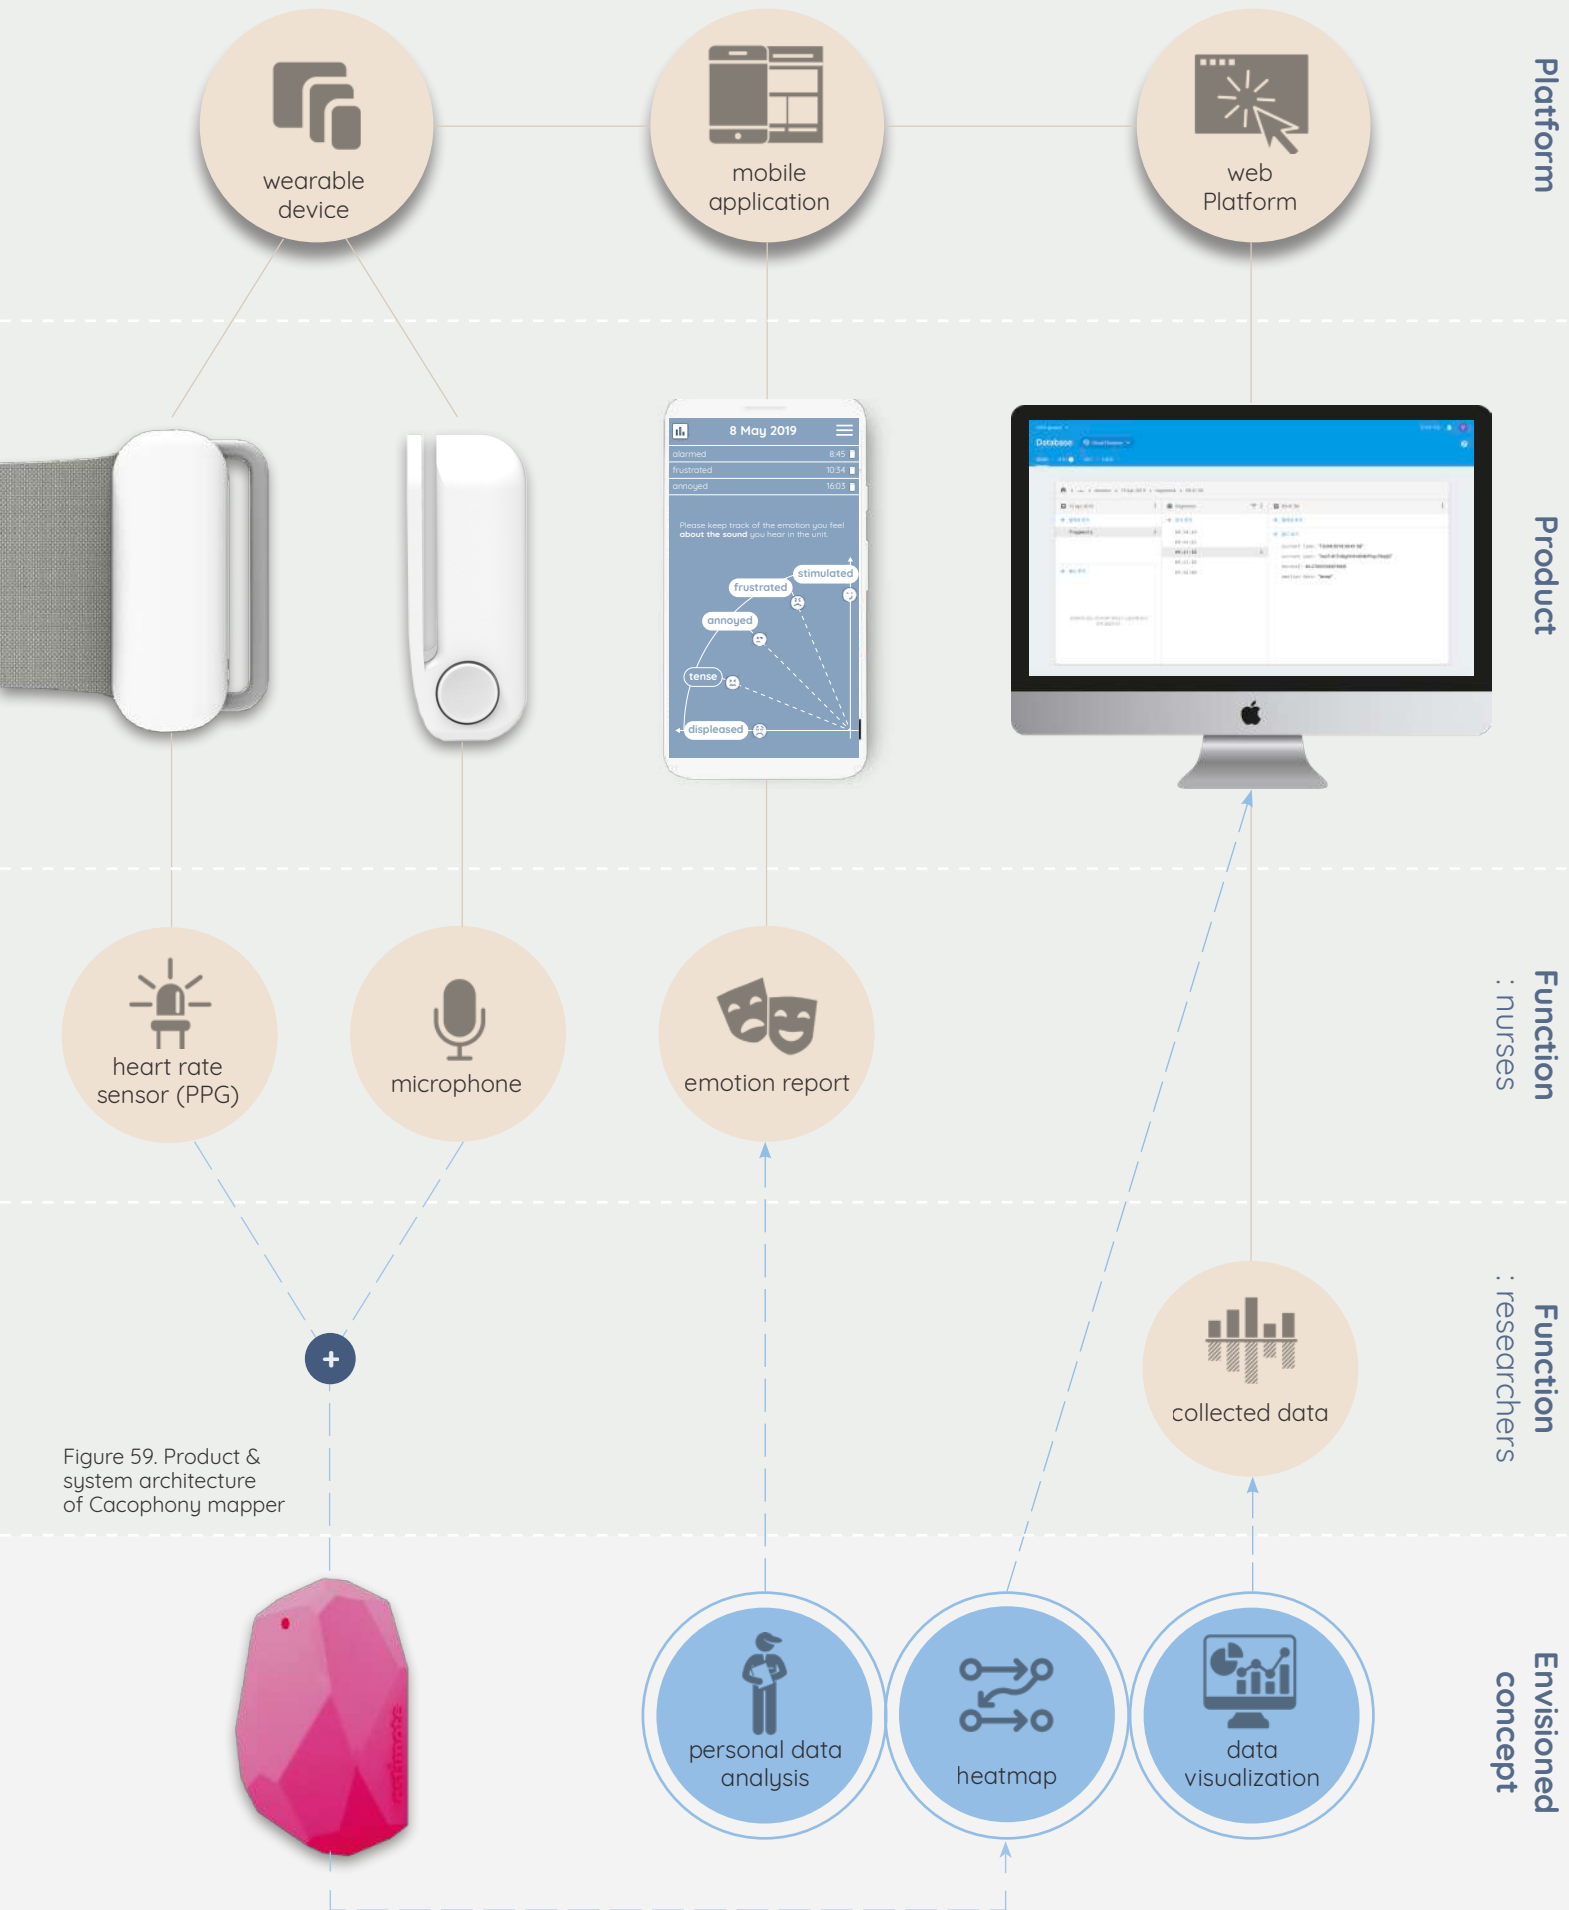 Platform
wearable
device
mobile
application
web
Platform
Product
8 May 2019
alarmed 8:45
frustrated 10:34
annoyed 16:03
Please keep track of the emotion you feel
about the sound you hear in the unit.
stimulated
frustrated
annoyed
tense
displeased
Database
Function
: nurses
heart rate
sensor (PPG)
microphone
emotion report
Function
: researchers
+
collected data
Figure 59. Product &
system architecture
of Cacophony mapper
Envisioned
concept
estimote
personal data
analysis
heatmap
data
visualization